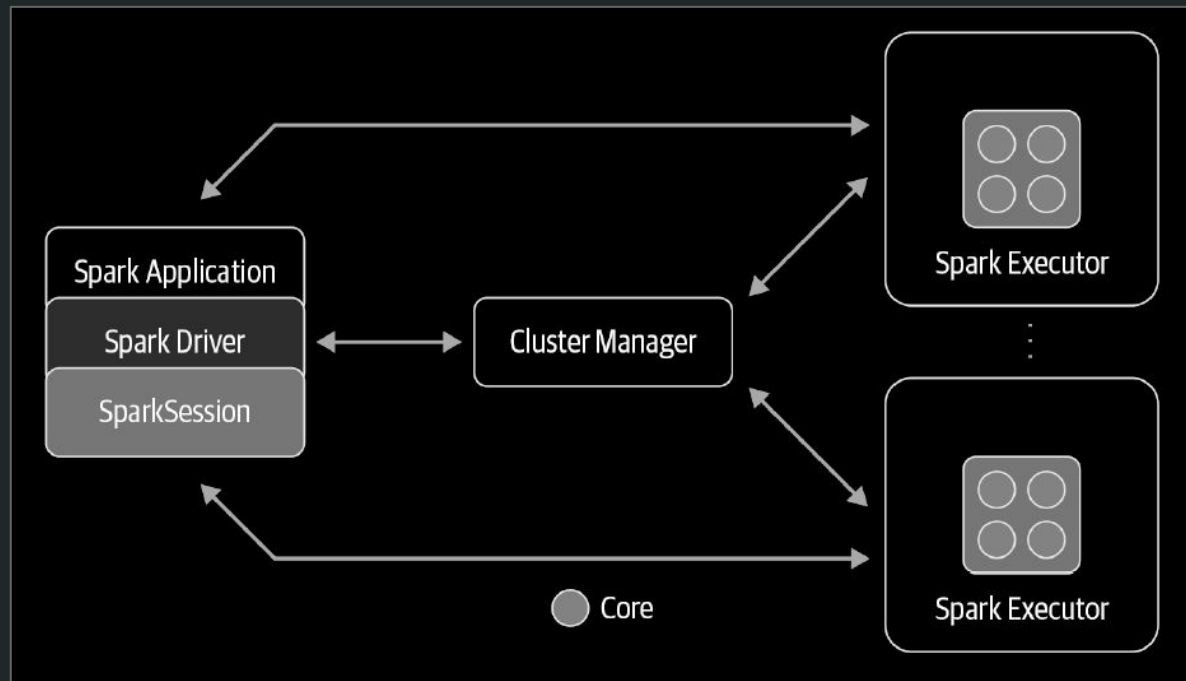 Spark Application
Spark Driver
SparkSession
Cluster Manager
Spark Executor
Spark Executor
Core